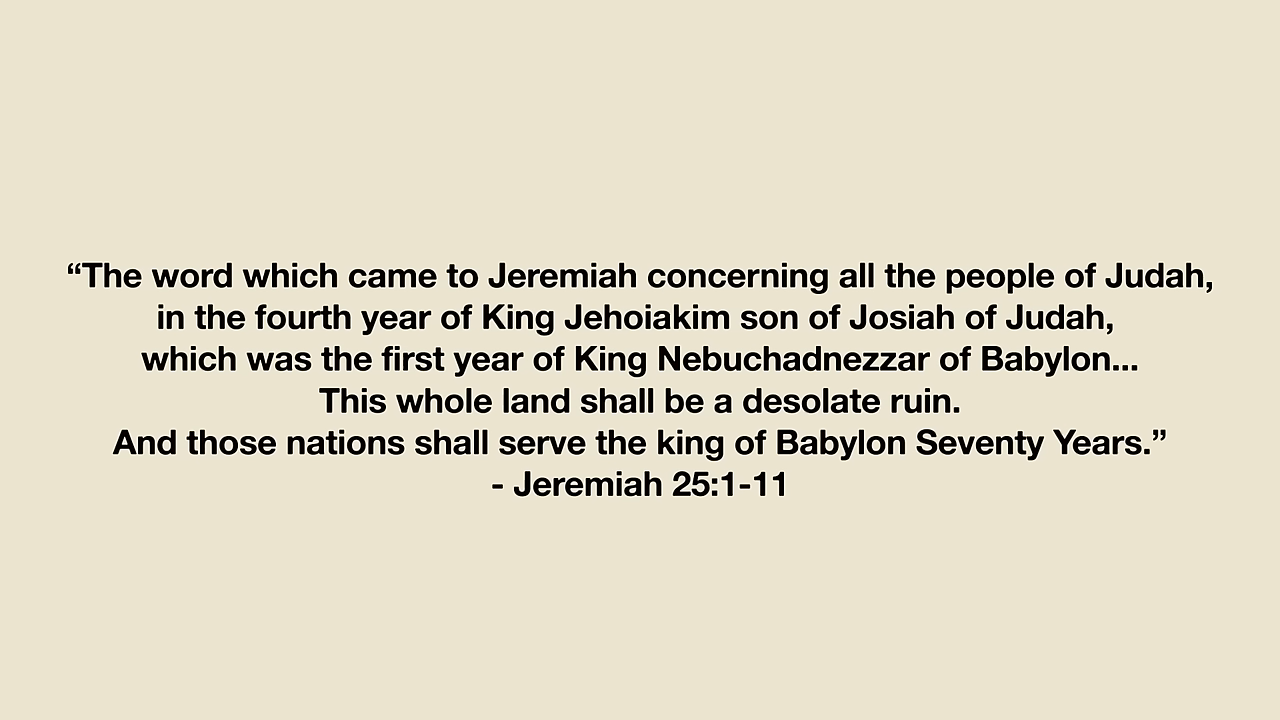 “The word which came to Jeremiah concerning all the people of Judah,
in the fourth year of King Jehoiakim son of Josiah of Judah,
which was the first year of King Nebuchadnezzar of Babylon...
This whole land shall be a desolate ruin.
And those nations shall serve the king of Babylon Seventy Years.”
- Jeremiah 25:1-11